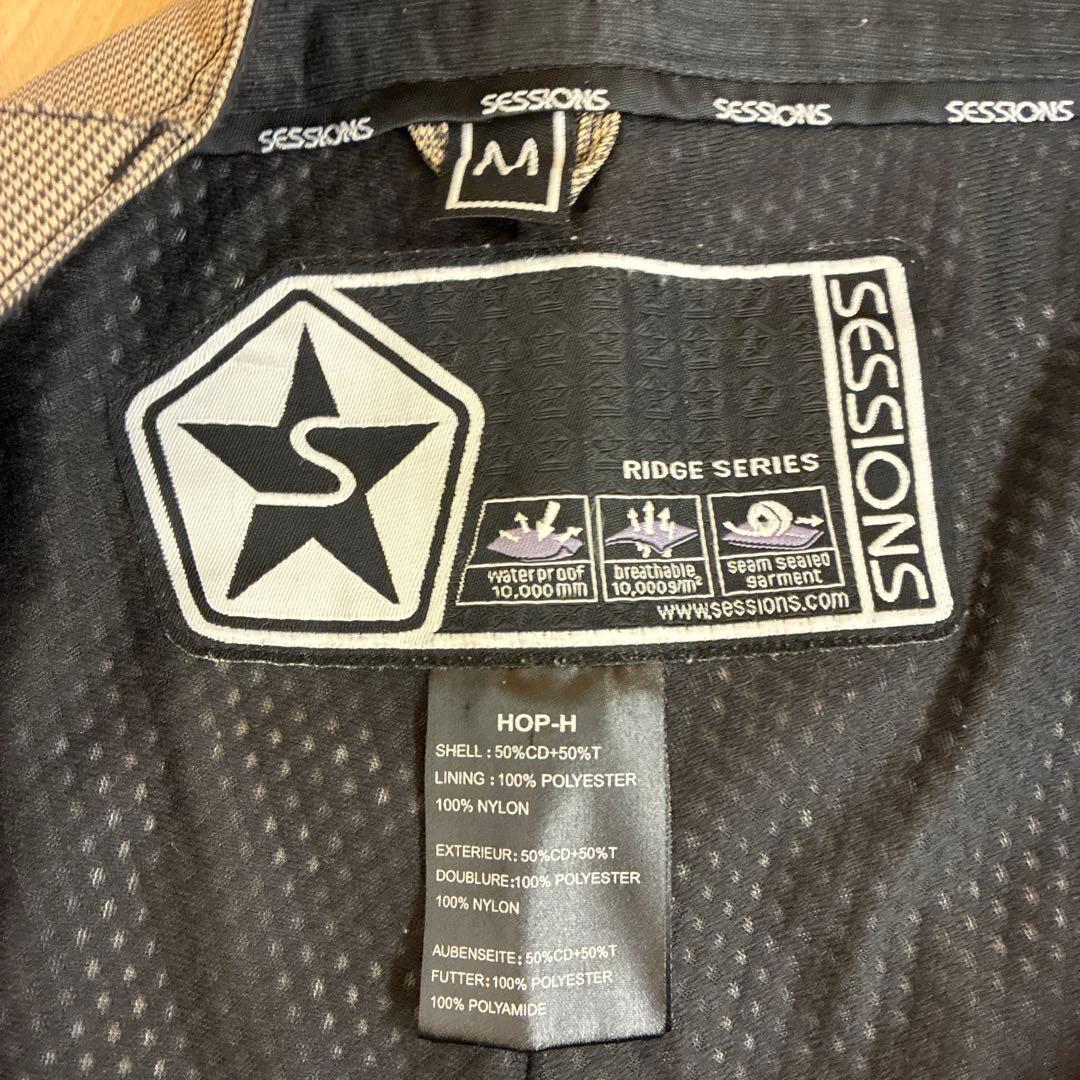 SESSIONS SESSIONS SESSIONS SESSIONS
M
S
SESSIONS
RIDGE SERIES
waterproof
10,000mm
breathable
10,000g/m²
seam sealed
garment
www.sessions.com
HOP-H
SHELL : 50%CD+50%T
LINING : 100% POLYESTER
100% NYLON
EXTERIEUR: 50%CD+50%T
DOUBLURE:100% POLYESTER
100% NYLON
AUBENSEITE: 50%CD+50%T
FUTTER:100% POLYESTER
100% POLYAMIDE